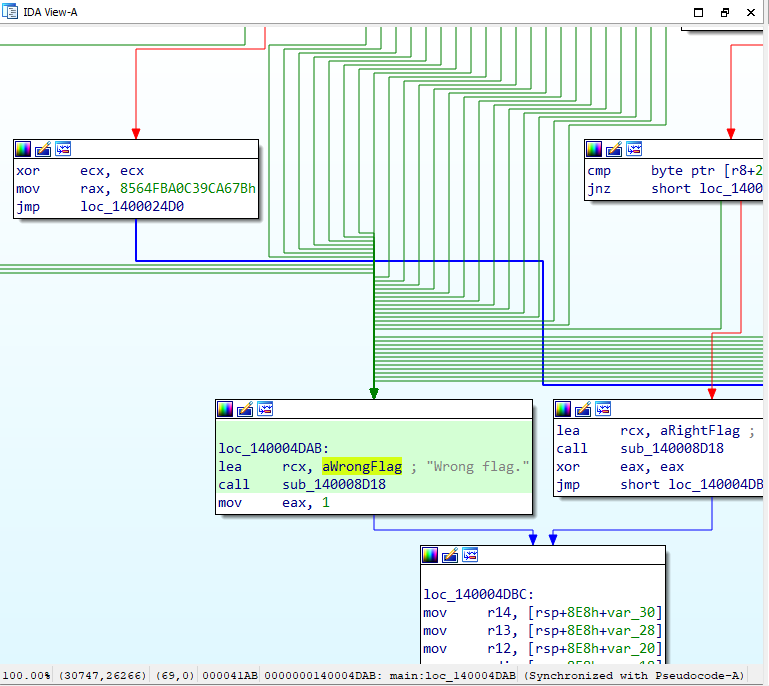 IDA View-A
xor ecx, ecx
mov rax, 8564FBA0C39CA67Bh
jmp loc_1400024D0
cmp byte ptr [r8+2
jnz short loc_1400
loc_140004DAB:
lea rcx, aWrongFlag ; "Wrong flag."
call sub_140008D18
mov eax, 1
lea rcx, aRightFlag ;
call sub_140008D18
xor eax, eax
jmp short loc_140004DB
loc_140004DBC:
mov r14, [rsp+8E8h+var_30]
mov r13, [rsp+8E8h+var_28]
mov r12, [rsp+8E8h+var_20]
100.00% (30747,26266) (69,0) 000041AB 0000000140004DAB: main:loc_140004DAB (Synchronized with Pseudocode-A)